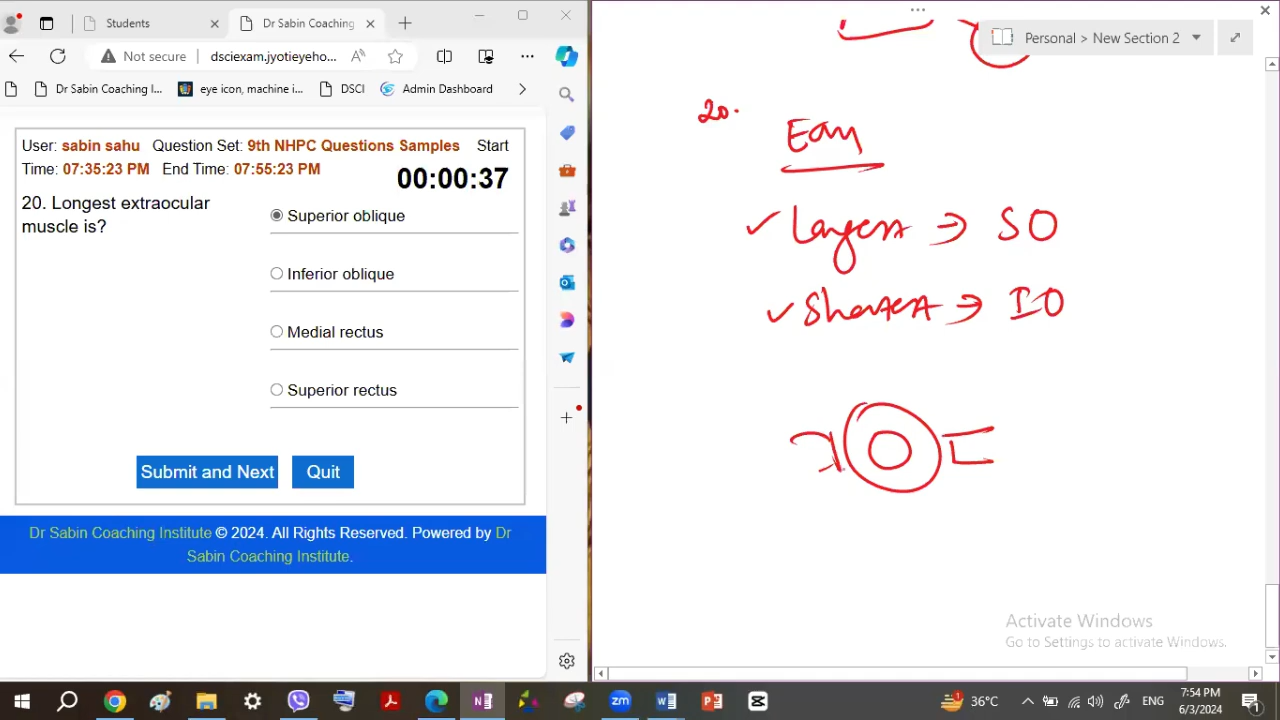 Students
Dr Sabin Coaching
Not secure
dsciexam.jyotieyeho...
Dr Sabin Coaching I...
eye icon, machine i...
DSCI
Admin Dashboard
User: sabin sahu Question Set: 9th NHPC Questions Samples Start
Time: 07:35:23 PM End Time: 07:55:23 PM
00:00:37
20. Longest extraocular
muscle is?
Superior oblique
Inferior oblique
Medial rectus
Superior rectus
Submit and Next
Quit
Dr Sabin Coaching Institute © 2024. All Rights Reserved. Powered by Dr
Sabin Coaching Institute.
Personal > New Section 2
20.
EOM
✓ Longest ⇒ SO
✓ Shortest ⇒ IO
Activate Windows
Go to Settings to activate Windows.
36°C
ENG
7:54 PM
6/3/2024